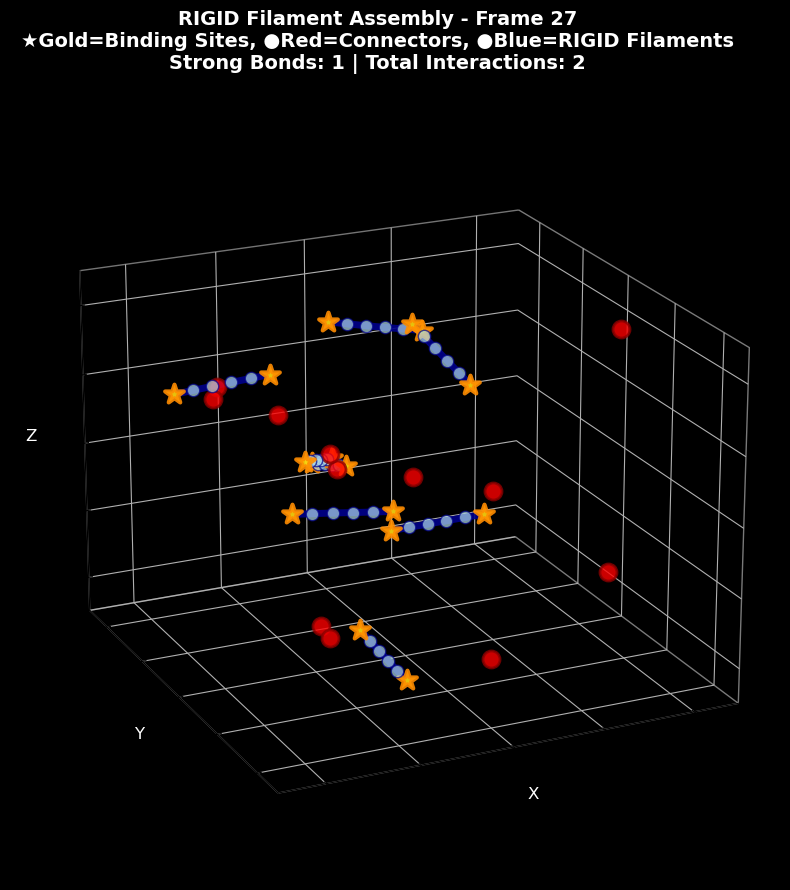 RIGID Filament Assembly - Frame 27
★Gold=Binding Sites, ●Red=Connectors, ●Blue=RIGID Filaments
Strong Bonds: 1 | Total Interactions: 2
Z
Y
X